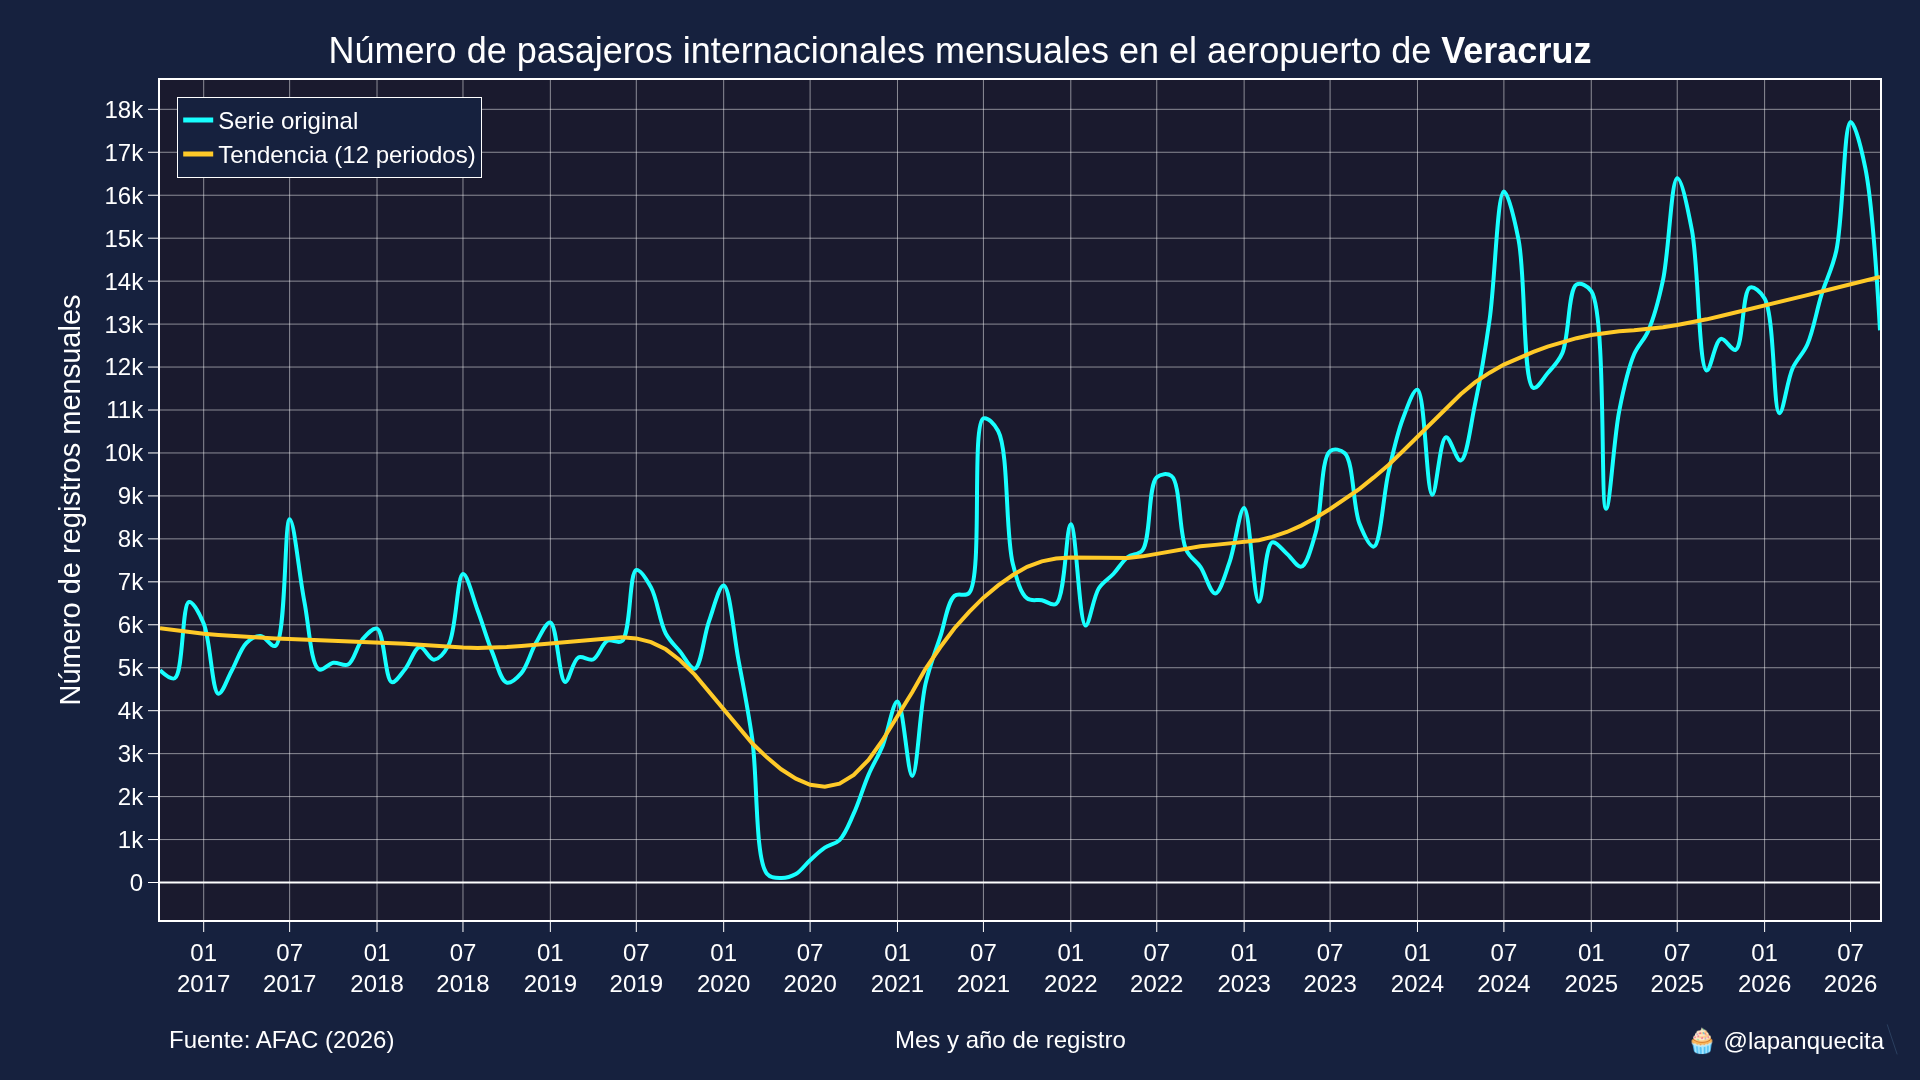 Número de pasajeros internacionales mensuales en el aeropuerto de Veracruz
Serie original
Tendencia (12 periodos)
Número de registros mensuales
18k
17k
16k
15k
14k
13k
12k
11k
10k
9k
8k
7k
6k
5k
4k
3k
2k
1k
0
01 07 01 07 01 07 01 07 01 07 01 07 01 07 01 07 01 07 01 07
2017 2017 2018 2018 2019 2019 2020 2020 2021 2021 2022 2022 2023 2023 2024 2024 2025 2025 2026 2026
Fuente: AFAC (2026)
Mes y año de registro
🧁 @lapanquecita